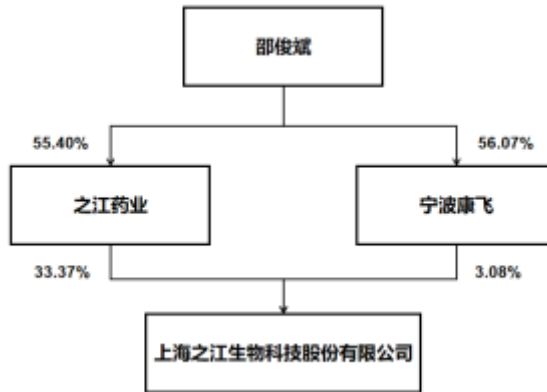 邵俊斌
55.40%
56.07%
之江药业
宁波康飞
33.37%
3.08%
上海之江生物科技股份有限公司